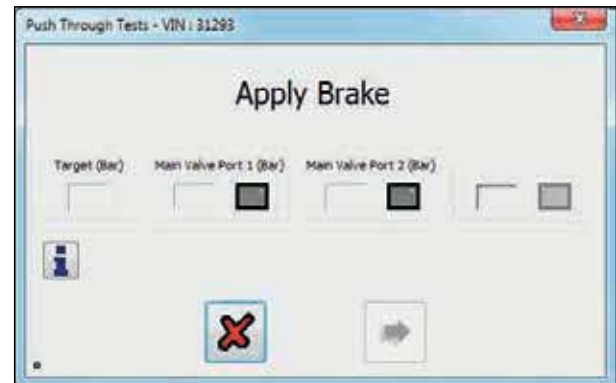 Push Through Tests - VIN : 31293
Apply Brake
Target (Bar)
Main Valve Port 1 (Bar)
Main Valve Port 2 (Bar)